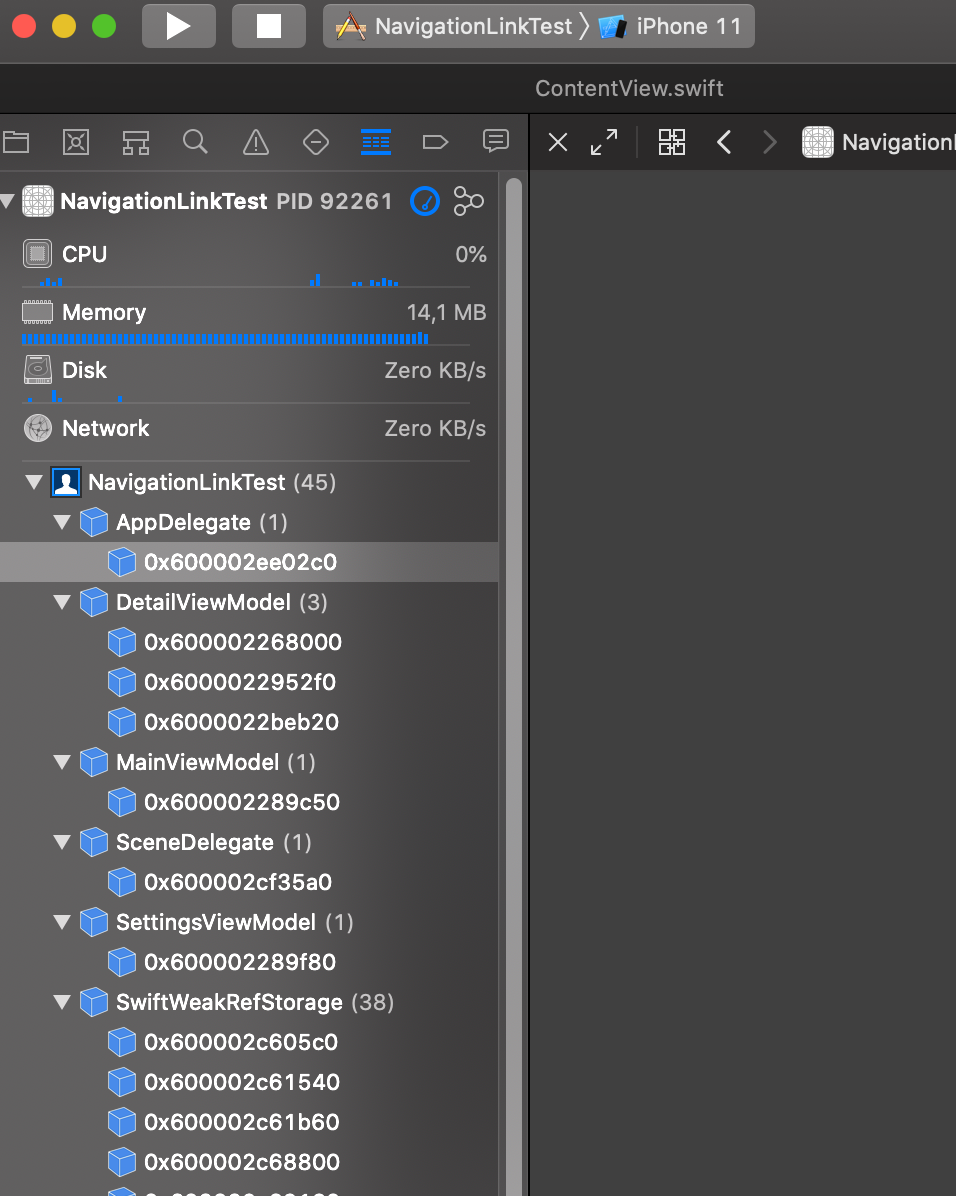 NavigationLinkTest iPhone 11
ContentView.swift
Navigation
NavigationLinkTest PID 92261
CPU 0%
Memory 14,1 MB
Disk Zero KB/s
Network Zero KB/s
NavigationLinkTest (45)
AppDelegate (1)
0x600002ee02c0
DetailViewModel (3)
0x600002268000
0x6000022952f0
0x6000022beb20
MainViewModel (1)
0x600002289c50
SceneDelegate (1)
0x600002cf35a0
SettingsViewModel (1)
0x600002289f80
SwiftWeakRefStorage (38)
0x600002c605c0
0x600002c61540
0x600002c61b60
0x600002c68800